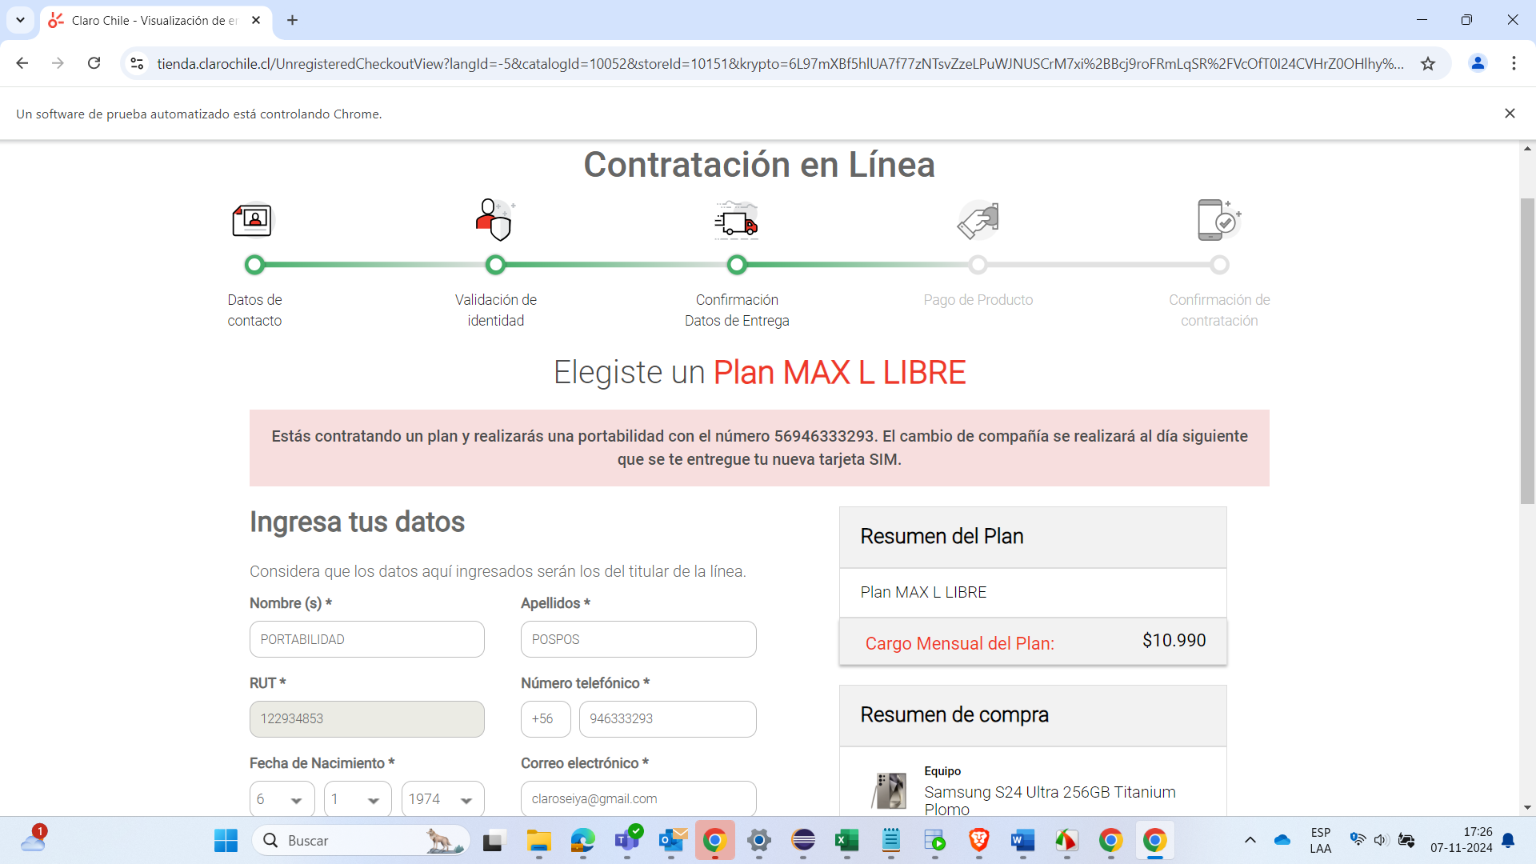 Claro Chile - Visualización de e
tienda.clarochile.cl/UnregisteredCheckoutView?langId=-5&catalogId=10052&storeId=10151&krypto=6L97mXBf5hlUA7f77zNTsvZzeLPuWJNUSCrM7xi%2BBcj9roFRmLqSR%2FVcOfT0I24CVHrZ0OHlhy%...
Un software de prueba automatizado está controlando Chrome.
Contratación en Línea
Datos de
contacto
Validación de
identidad
Confirmación
Datos de Entrega
Pago de Producto
Confirmación de
contratación
Elegiste un Plan MAX L LIBRE
Estás contratando un plan y realizarás una portabilidad con el número 56946333293. El cambio de compañía se realizará al día siguiente
que se te entregue tu nueva tarjeta SIM.
Ingresa tus datos
Considera que los datos aquí ingresados serán los del titular de la línea.
Nombre (s) *
Apellidos *
PORTABILIDAD
POSPOS
RUT *
Número telefónico *
122934853
+56
946333293
Fecha de Nacimiento *
Correo electrónico *
6
1
1974
claroseiya@gmail.com
Resumen del Plan
Plan MAX L LIBRE
Cargo Mensual del Plan:
$10.990
Resumen de compra
Equipo
Samsung S24 Ultra 256GB Titanium
Plomo
1
Buscar
ESP
LAA
17:26
07-11-2024